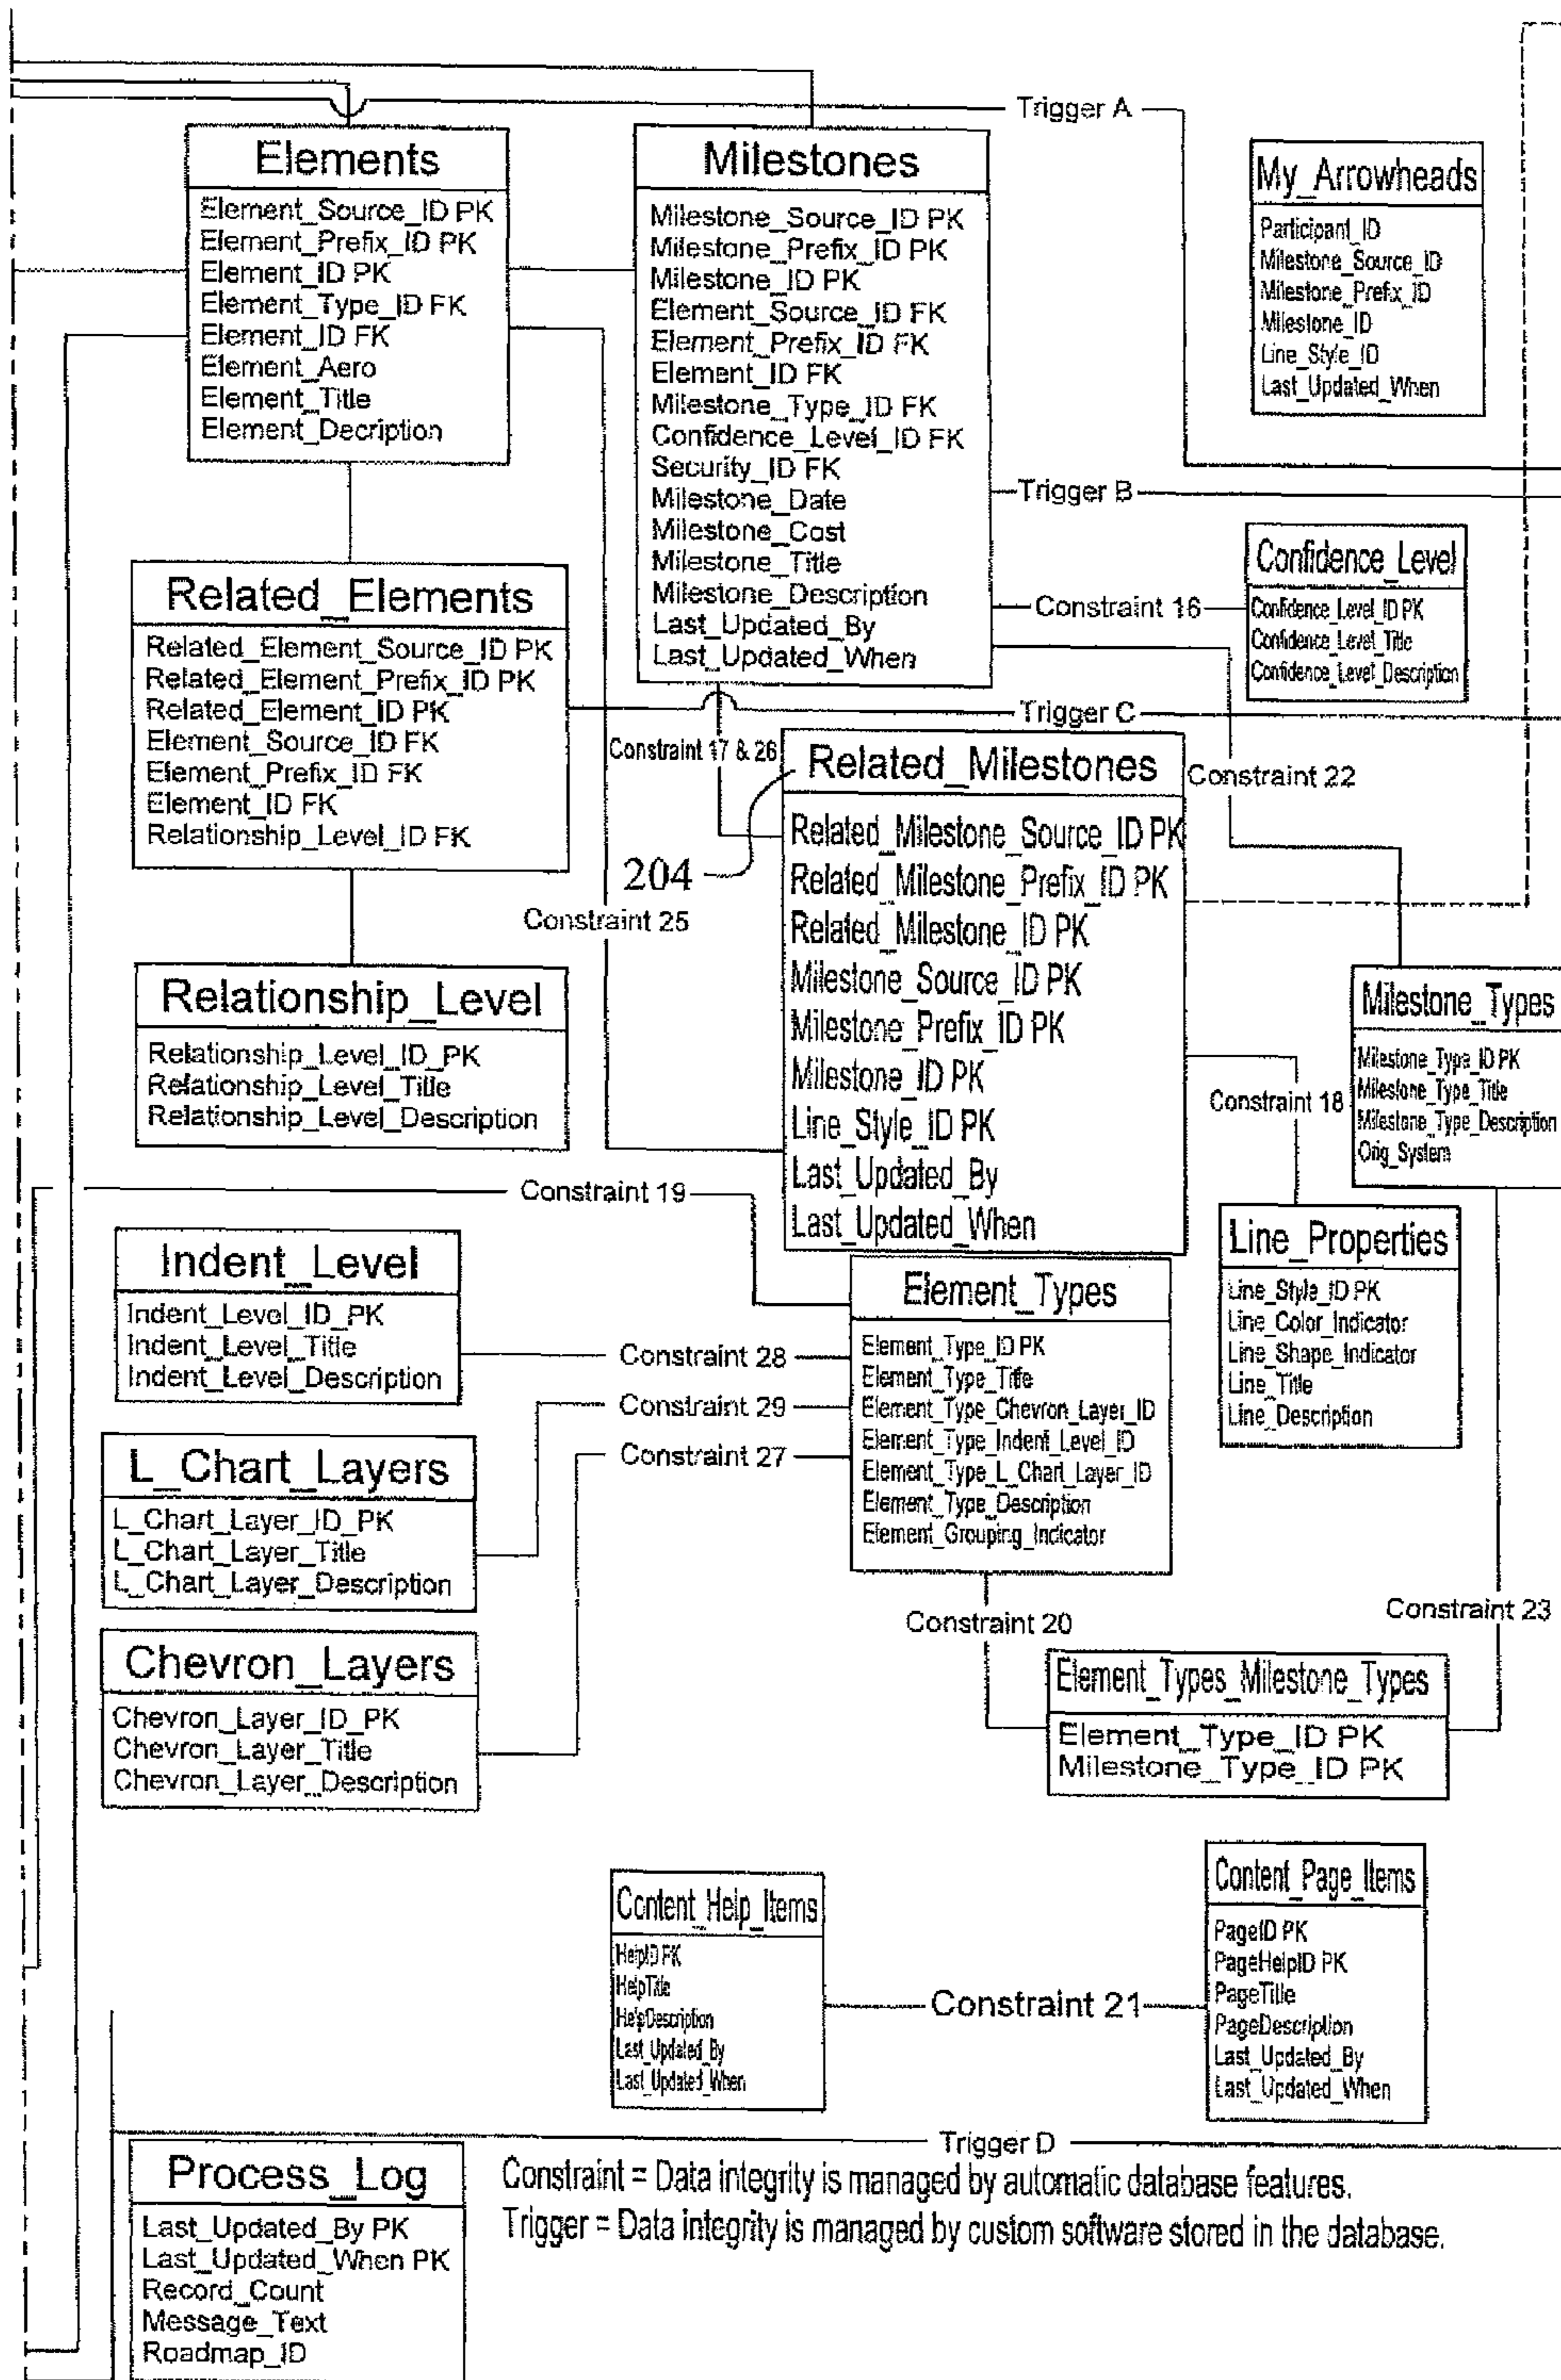 Trigger A
Elements
Element_Source_ID PK
Element_Prefix_ID PK
Element_ID PK
Element_Type_ID FK
Element_ID FK
Element_Aero
Element_Title
Element_Decription
Milestones
Milestone_Source_ID PK
Milestone_Prefix_ID PK
Milestone_ID PK
Element_Source_ID FK
Element_Prefix_ID FK
Element_ID FK
Milestone_Type_ID FK
Confidence_Level_ID FK
Security_ID FK
Milestone_Date
Milestone_Cost
Milestone_Title
Milestone_Description
Last_Updated_By
Last_Updated_When
My_Arrowheads
Participant_ID
Milestone_Source_ID
Milestone_Prefix_ID
Milestone_ID
Line_Style_ID
Last_Updated_When
Trigger B
Confidence_Level
Confidence_Level_ID PK
Confidence_Level_Title
Confidence_Level_Description
Constraint 16
Related_Elements
Related_Element_Source_ID PK
Related_Element_Prefix_ID PK
Related_Element_ID PK
Element_Source_ID FK
Element_Prefix_ID FK
Element_ID FK
Relationship_Level_ID FK
Trigger C
Constraint 17 & 26
Constraint 22
204
Related_Milestones
Related_Milestone_Source_ID PK
Related_Milestone_Prefix_ID PK
Related_Milestone_ID PK
Milestone_Source_ID PK
Milestone_Prefix_ID PK
Milestone_ID PK
Line_Style_ID PK
Last_Updated_By
Last_Updated_When
Constraint 25
Relationship_Level
Relationship_Level_ID_PK
Relationship_Level_Title
Relationship_Level_Description
Milestone_Types
Milestone_Type_ID PK
Milestone_Type_Title
Milestone_Type_Description
Orig_System
Constraint 18
Constraint 19
Line_Properties
Line_Style_ID PK
Line_Color_Indicator
Line_Shape_Indicator
Line_Title
Line_Description
Indent_Level
Indent_Level_ID_PK
Indent_Level_Title
Indent_Level_Description
Element_Types
Element_Type_ID PK
Element_Type_Title
Element_Type_Chevron_Layer_ID
Element_Type_Indent_Level_ID
Element_Type_L_Chart_Layer_ID
Element_Type_Description
Element_Grouping_Indicator
Constraint 28
Constraint 29
Constraint 27
L_Chart_Layers
L_Chart_Layer_ID_PK
L_Chart_Layer_Title
L_Chart_Layer_Description
Chevron_Layers
Chevron_Layer_ID_PK
Chevron_Layer_Title
Chevron_Layer_Description
Constraint 20
Constraint 23
Element_Types_Milestone_Types
Element_Type_ID PK
Milestone_Type_ID PK
Content_Help_Items
HelpID PK
HelpTitle
HelpDescription
Last_Updated_By
Last_Updated_When
Constraint 21
Content_Page_Items
PageID PK
PageHelpID PK
PageTitle
PageDescription
Last_Updated_By
Last_Updated_When
Trigger D
Process_Log
Last_Updated_By PK
Last_Updated_When PK
Record_Count
Message_Text
Roadmap_ID
Constraint = Data integrity is managed by automatic database features.
Trigger = Data integrity is managed by custom software stored in the database.